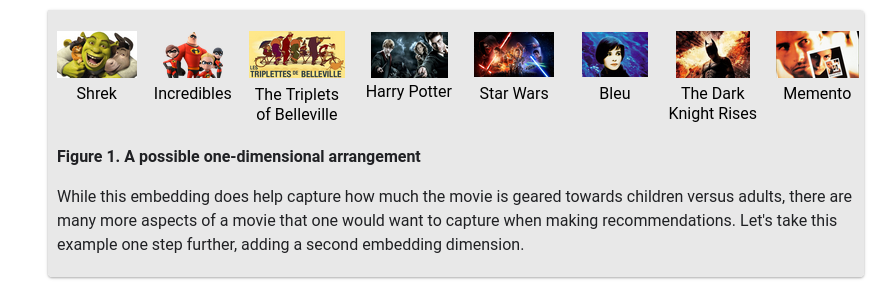 LES
TRIPLETTES DE BELLEVILLE
Shrek
Incredibles
The Triplets
of Belleville
Harry Potter
Star Wars
Bleu
The Dark
Knight Rises
Memento
Figure 1. A possible one-dimensional arrangement
While this embedding does help capture how much the movie is geared towards children versus adults, there are
many more aspects of a movie that one would want to capture when making recommendations. Let's take this
example one step further, adding a second embedding dimension.